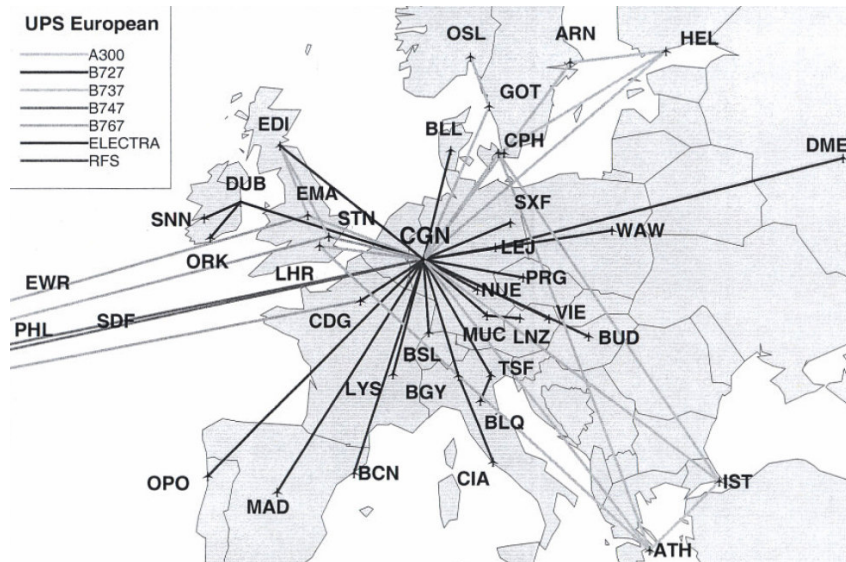 UPS European
A300
B727
B737
B747
B767
ELECTRA
RFS
OSL
ARN
HEL
GOT
EDI
BLL
CPH
DME
DUB
EMA
SXF
SNN
STN
CGN
WAW
LEJ
ORK
LHR
EWR
PRG
NUE
PHL
SDF
CDG
VIE
MUC
LNZ
BUD
BSL
LYS
BGY
TSF
BLQ
OPO
BCN
CIA
IST
MAD
ATH